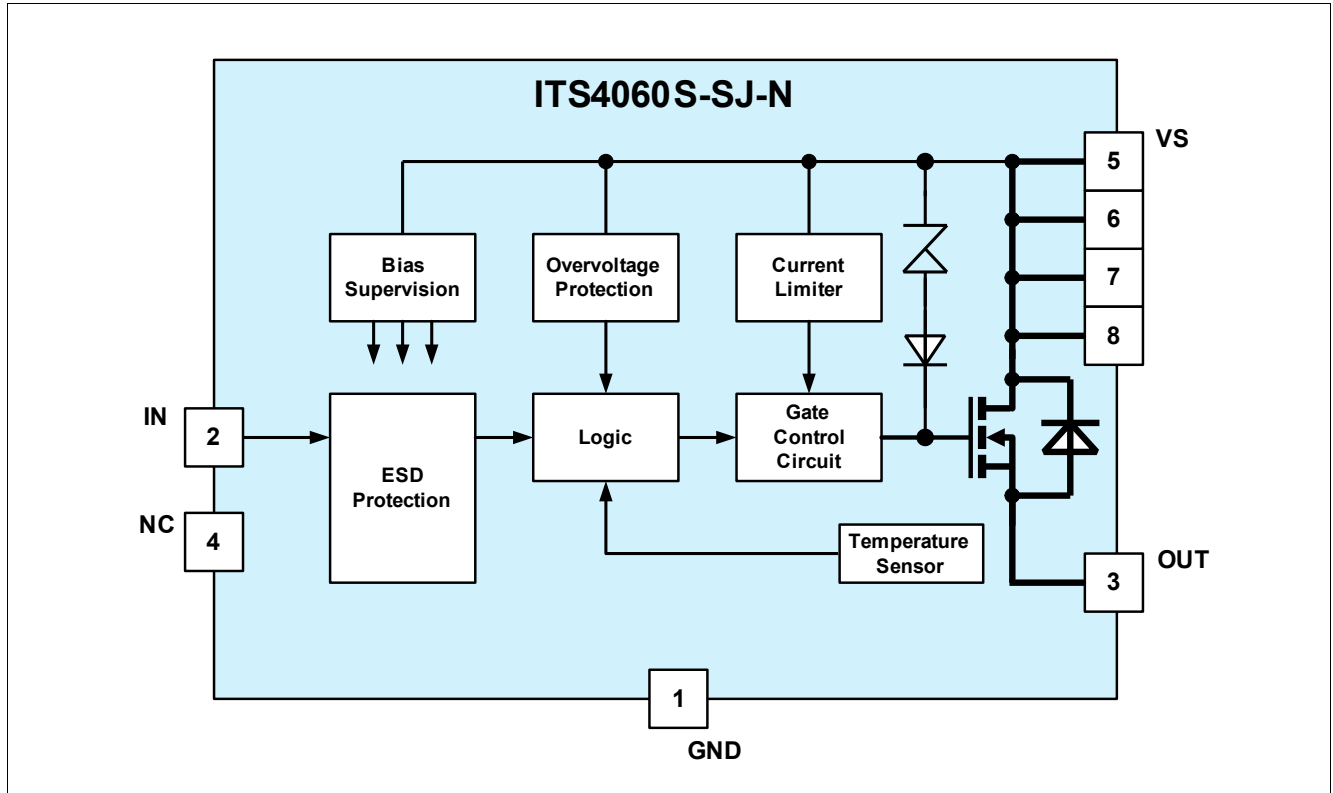 ITS4060S-SJ-N
VS
5
6
7
8
Bias
Supervision
Overvoltage
Protection
Current
Limiter
IN
2
NC
4
ESD
Protection
Logic
Gate
Control
Circuit
Temperature
Sensor
OUT
3
1
GND